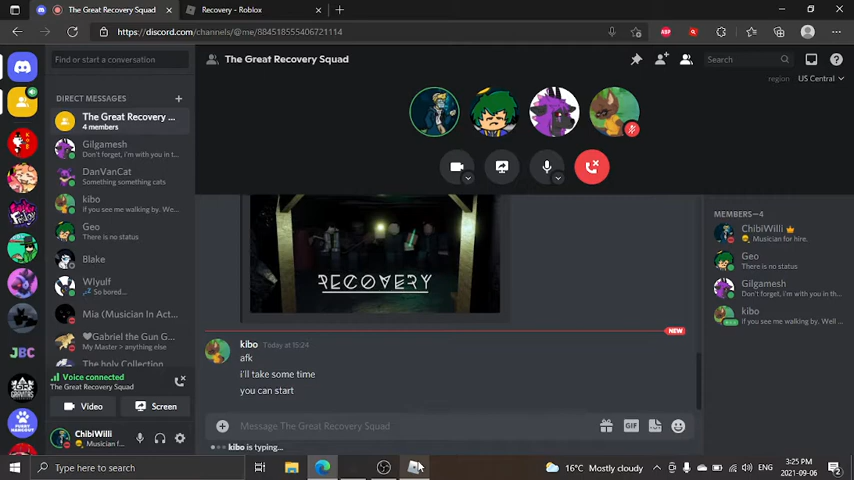 The Great Recovery Squad
Recovery - Roblox
https://discord.com/channels/@me/884518555406721114
ABP
Find or start a conversation
The Great Recovery Squad
Search
region
US Central
DIRECT MESSAGES
The Great Recovery ...
4 members
Gilgamesh
Don't forget, i'm with you in t...
DanVanCat
Something something cats
kibo
If you see me walking by. We...
Geo
There is no status
Blake
Wlyulf
So bored...
Mia (Musician In Act...
Gabriel the Gun G...
My Master > anything else
The holy Collection
JBC
Voice connected
The Great Recovery Squad
Video
Screen
ChibiWilli
Musician f...
RECOVERY
NEW
kibo Today at 15:24
afk
i'll take some time
you can start
Message The Great Recovery Squad
GIF
kibo is typing...
MEMBERS—4
ChibiWilli
Musician for hire.
Geo
There is no status
Gilgamesh
Don't forget, i'm with you in th...
kibo
If you see me walking by. Well ...
Type here to search
16°C Mostly cloudy
ENG
3:25 PM
2021-09-06
2